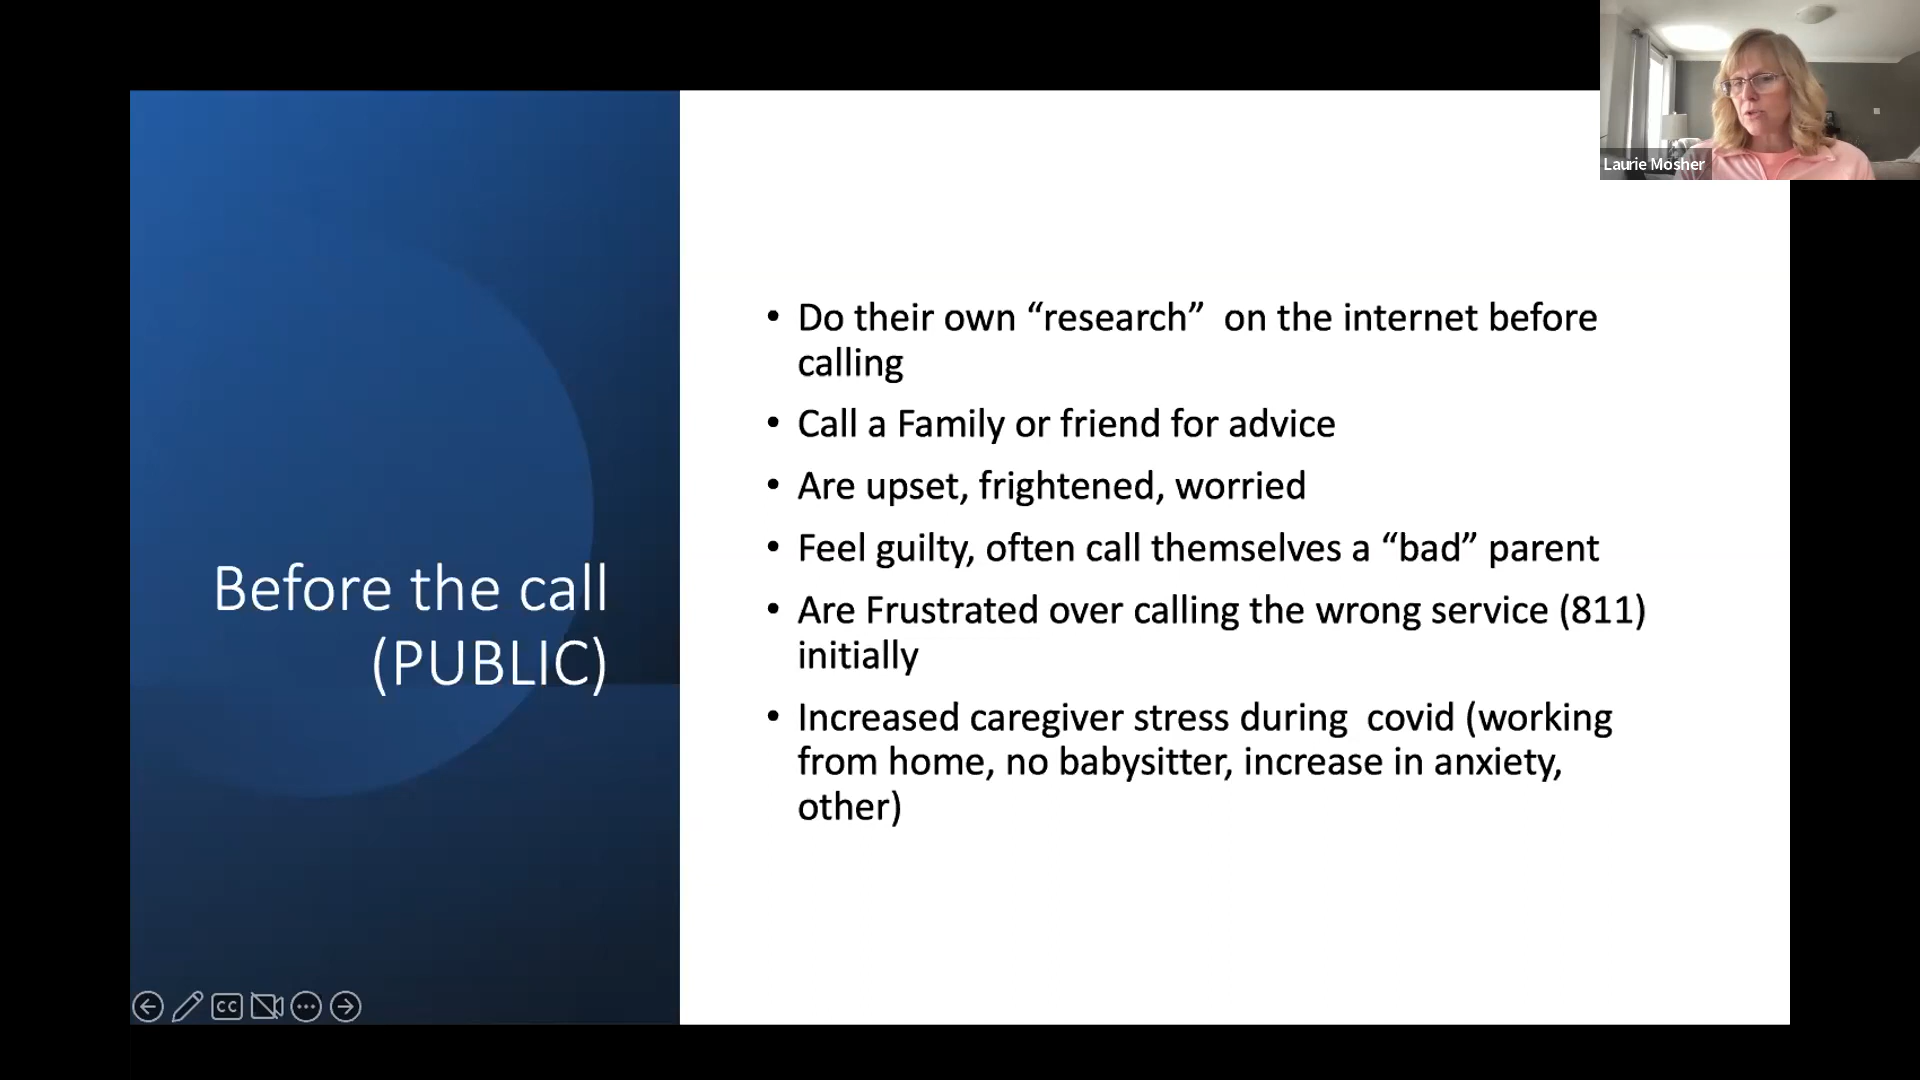 Laurie Mosher
Before the call
(PUBLIC)
• Do their own “research”  on the internet before
calling
• Call a Family or friend for advice
• Are upset, frightened, worried
• Feel guilty, often call themselves a “bad” parent
• Are Frustrated over calling the wrong service (811)
initially
• Increased caregiver stress during  covid (working
from home, no babysitter, increase in anxiety,
other)
CC